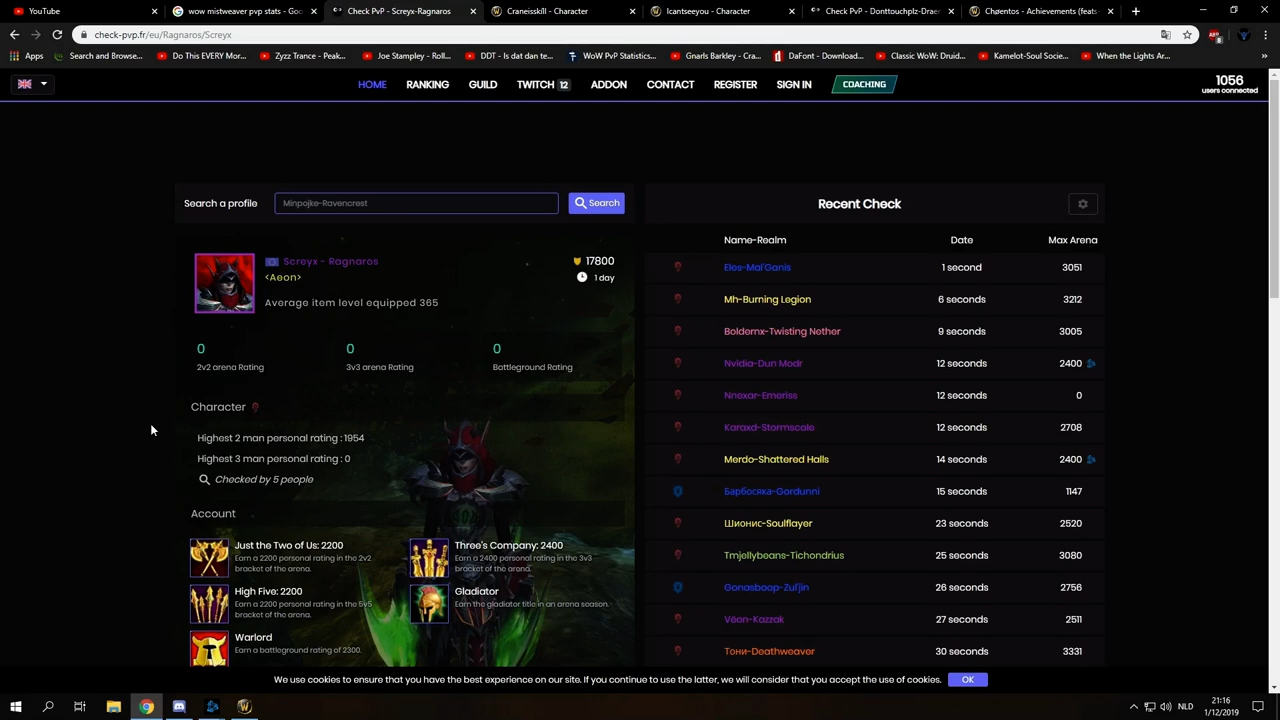 YouTube
wow mistweaver pvp stats - Goo
Check PvP - Screyx-Ragnaros
Craneisskill - Character
Icantseeyou - Character
Check PvP - Donttouchplz-Drae
Chøentos - Achievements (feats
check-pvp.fr/eu/Ragnaros/Screyx
Apps
Search and Browse...
Do This EVERY Mor...
Zyzz Trance - Peak...
Joe Stampley - Roll...
DDT - Is dat dan te...
WoW PvP Statistics...
Gnarls Barkley - Cra...
DaFont - Download...
Classic WoW: Druid...
Kamelot-Soul Socie...
When the Lights Ar...
HOME
RANKING
GUILD
TWITCH 12
ADDON
CONTACT
REGISTER
SIGN IN
COACHING
1056
users connected
Search a profile
Minpojke-Ravencrest
Search
Screyx - Ragnaros
<Aeon>
Average item level equipped 365
17800
1 day
0
0
0
2v2 arena Rating
3v3 arena Rating
Battleground Rating
Character
Highest 2 man personal rating : 1954
Highest 3 man personal rating : 0
Checked by 5 people
Account
Just the Two of Us: 2200
Earn a 2200 personal rating in the 2v2
bracket of the arena.
Three's Company: 2400
Earn a 2400 personal rating in the 3v3
bracket of the arena.
High Five: 2200
Earn a 2200 personal rating in the 5v5
bracket of the arena.
Gladiator
Earn the gladiator title in an arena season.
Warlord
Earn a battleground rating of 2300.
Recent Check
Name-Realm Date Max Arena
Eles-Mal'Ganis 1 second 3051
Mh-Burning Legion 6 seconds 3212
Boldernx-Twisting Nether 9 seconds 3005
Nvidia-Dun Modr 12 seconds 2400
Nnexar-Emeriss 12 seconds 0
Karaxd-Stormscale 12 seconds 2708
Merdo-Shattered Halls 14 seconds 2400
Барбосяка-Gordunni 15 seconds 1147
Шионис-Soulflayer 23 seconds 2520
Tmjellybeans-Tichondrius 25 seconds 3080
Gonasboop-Zul'jin 26 seconds 2756
Vëon-Kazzak 27 seconds 2511
Тони-Deathweaver 30 seconds 3331
We use cookies to ensure that you have the best experience on our site. If you continue to use the latter, we will consider that you accept the use of cookies.
OK
NLD
21:16
1/12/2019